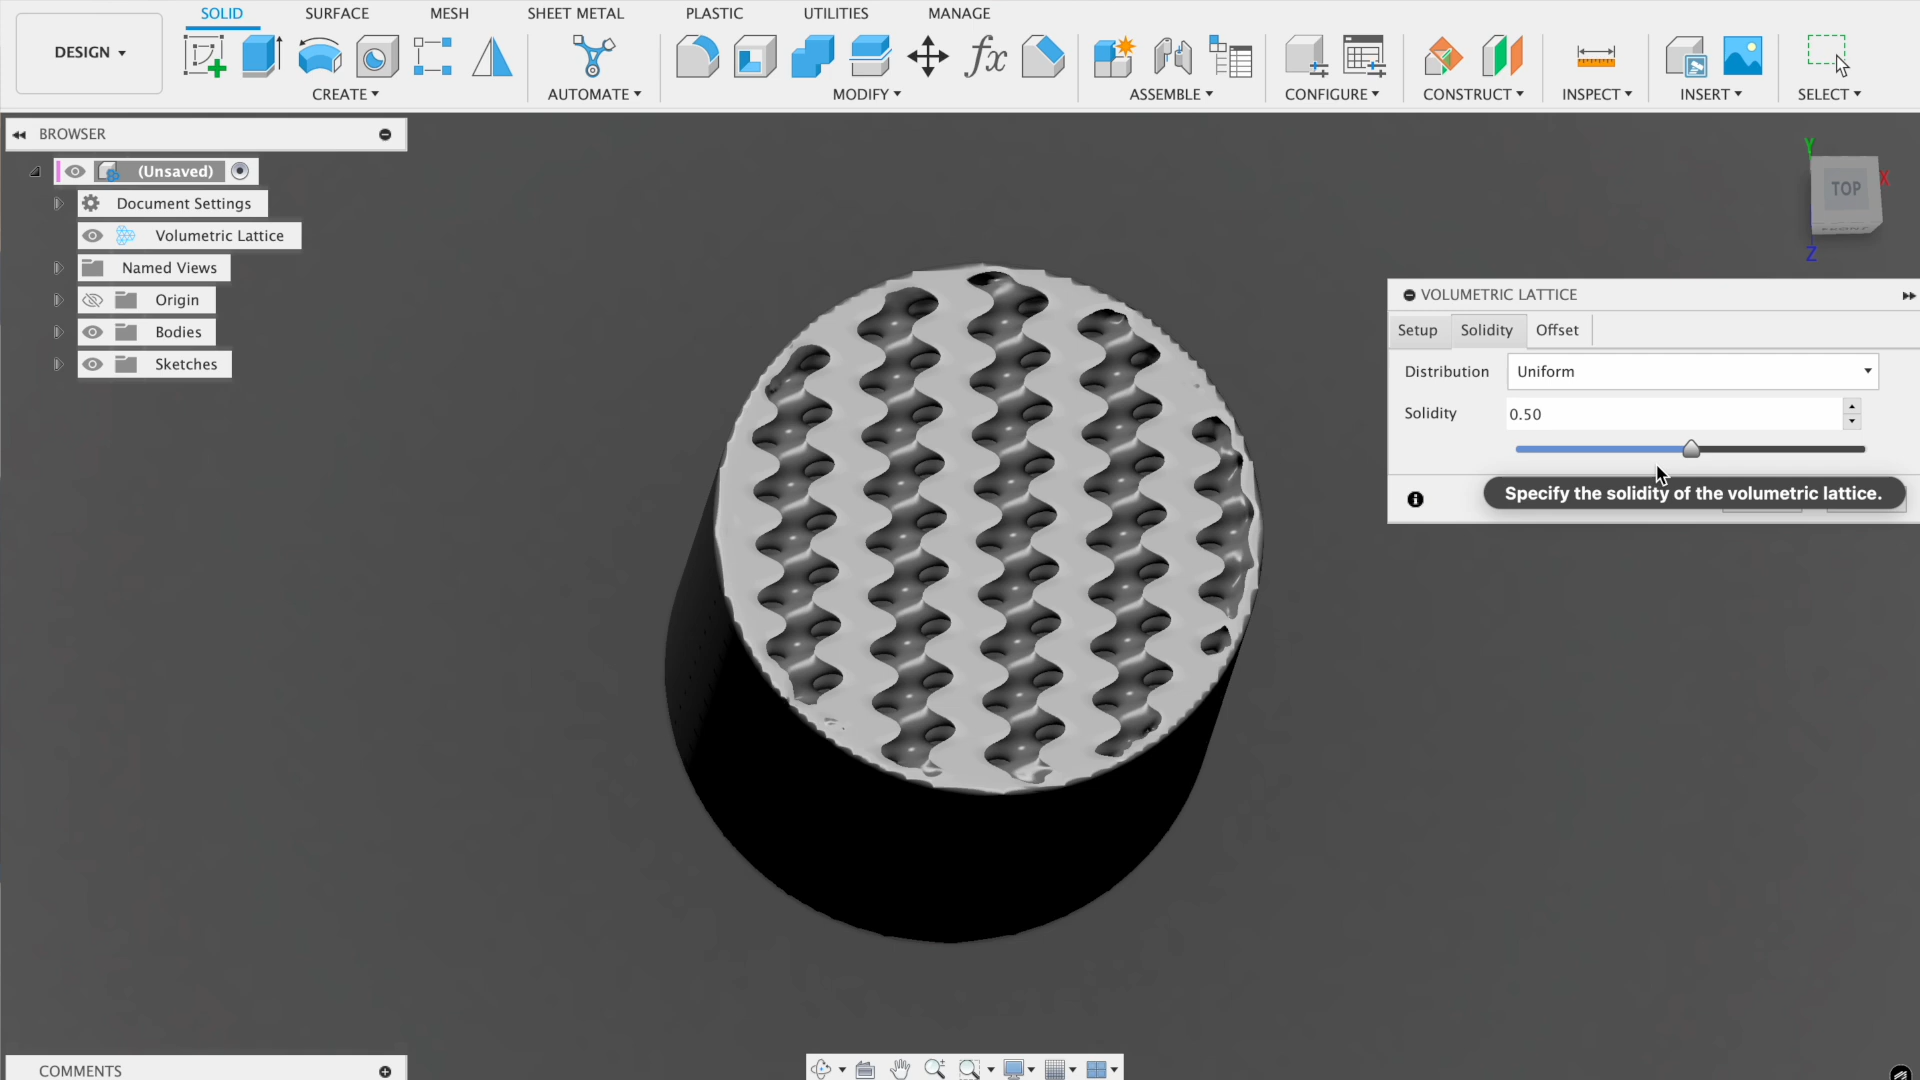 SOLID SURFACE MESH SHEET METAL PLASTIC UTILITIES MANAGE
DESIGN
fx
CREATE AUTOMATE MODIFY ASSEMBLE CONFIGURE CONSTRUCT INSPECT INSERT SELECT
BROWSER
(Unsaved)
Document Settings
Volumetric Lattice
Named Views
Origin
Bodies
Sketches
Y
X
TOP
FRONT
Z
VOLUMETRIC LATTICE
Setup Solidity Offset
Distribution Uniform
Solidity 0.50
Specify the solidity of the volumetric lattice.
COMMENTS